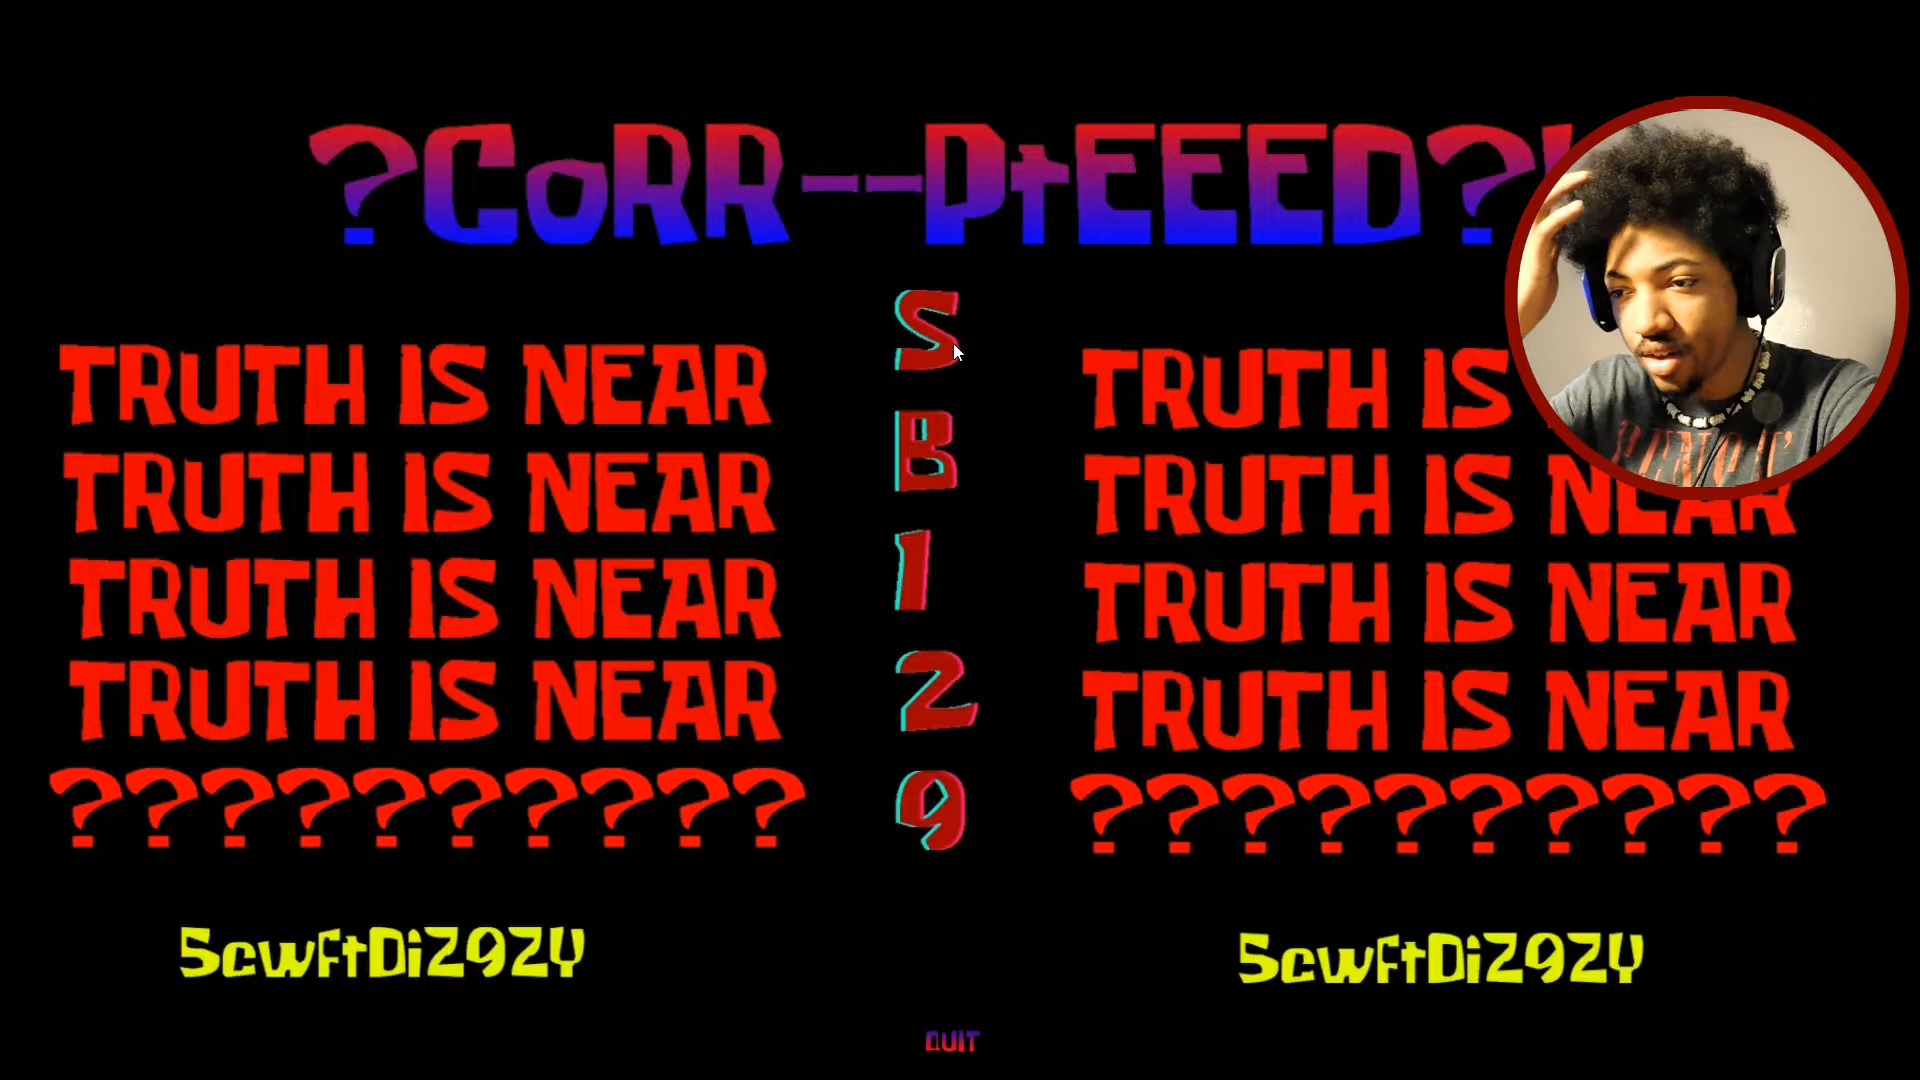 ?CoRR--PtEEED?!
S
B
1
2
9
TRUTH IS NEAR
TRUTH IS NEAR
TRUTH IS NEAR
TRUTH IS NEAR
??????????
TRUTH IS
TRUTH IS NEAR
TRUTH IS NEAR
TRUTH IS NEAR
??????????
5cwftDiZ9ZY
5cwftDiZ9ZY
QUIT